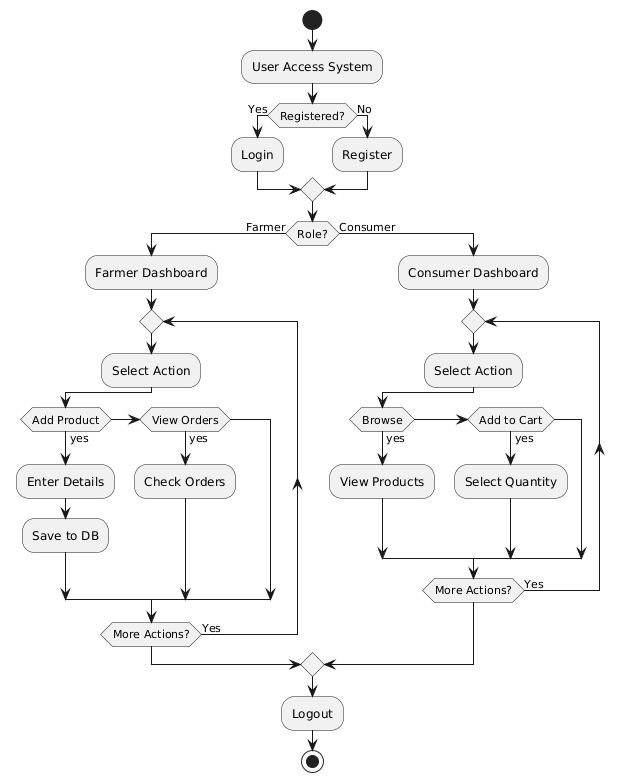 User Access System
Yes
Registered?
No
Login
Register
Farmer
Role?
Consumer
Farmer Dashboard
Consumer Dashboard
Select Action
Select Action
Add Product
View Orders
Browse
Add to Cart
yes
yes
yes
yes
Enter Details
Check Orders
View Products
Select Quantity
Save to DB
More Actions?
Yes
More Actions?
Yes
Logout